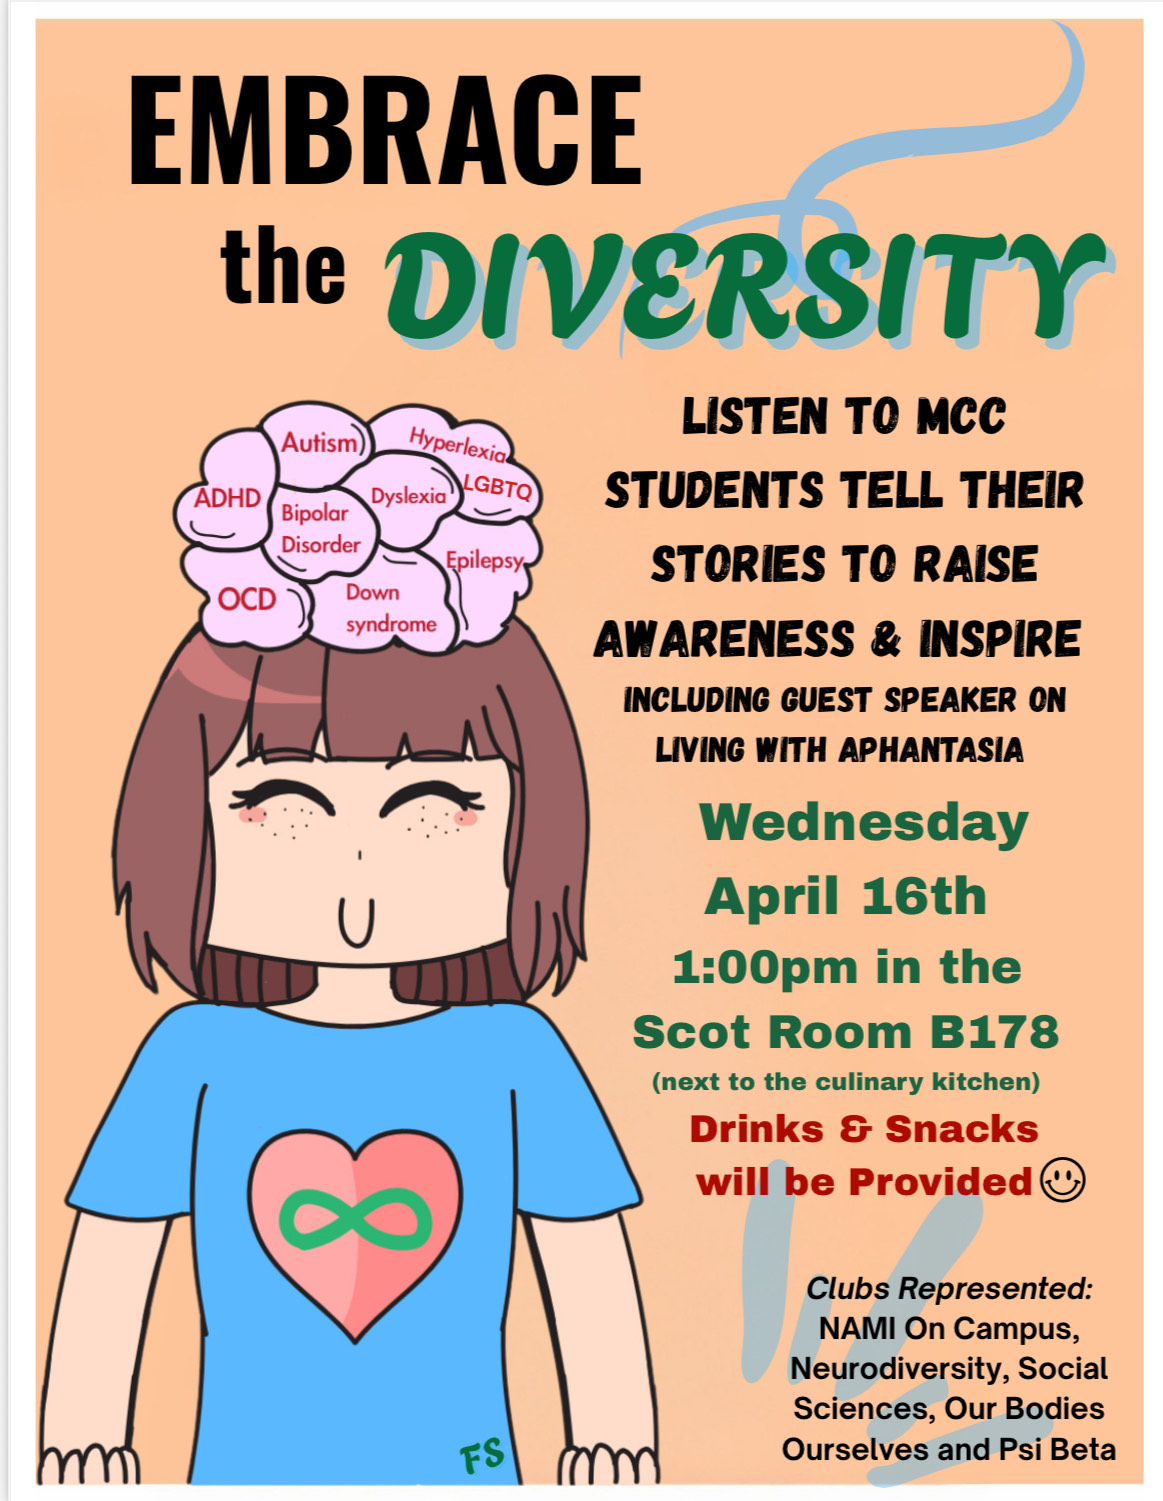 EMBRACE
the DIVERSITY
Autism
Hyperlexia
LGBTQ
ADHD
Dyslexia
Bipolar
Disorder
Epilepsy
OCD
Down
syndrome
LISTEN TO MCC
STUDENTS TELL THEIR
STORIES TO RAISE
AWARENESS & INSPIRE
INCLUDING GUEST SPEAKER ON
LIVING WITH APHANTASIA
Wednesday
April 16th
1:00pm in the
Scot Room B178
(next to the culinary kitchen)
Drinks & Snacks
will be Provided
Clubs Represented:
NAMI On Campus,
Neurodiversity, Social
Sciences, Our Bodies
Ourselves and Psi Beta
FS